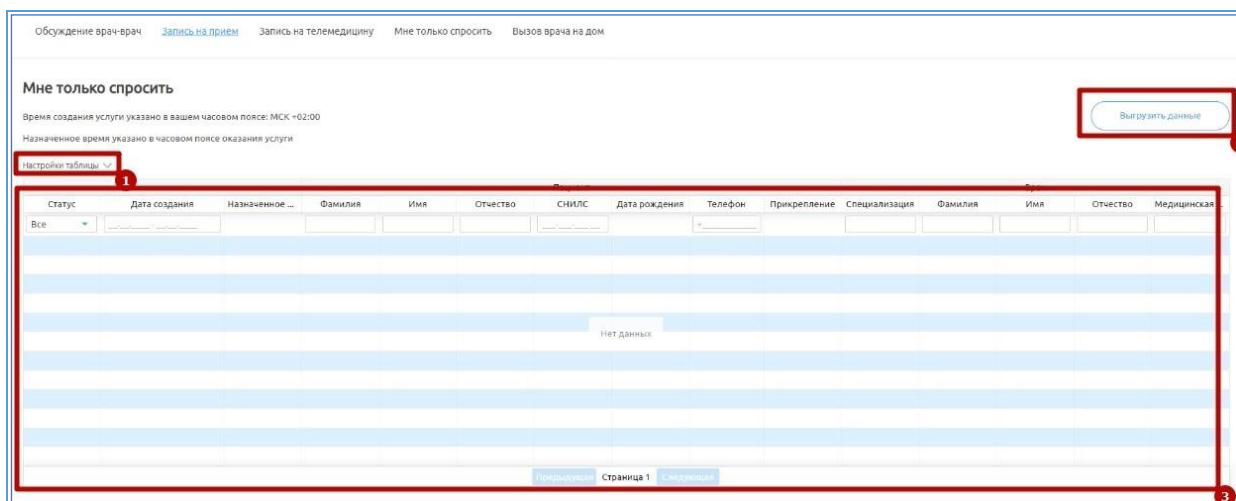 Обсуждение врач-врач Запись на прием Запись на телемедицину Мне только спросить Вызов врача на дом
Мне только спросить
Время создания услуги указано в вашем часовом поясе: МСК +02:00
Выгрузить данные
Назначенное время указано в часовом поясе оказания услуги
Настройки таблицы
1
Статус Дата создания Назначенное ... Фамилия Имя Отчество СНИЛС Дата рождения Телефон Прикрепление Специализация Фамилия Имя Отчество Медицинская ...
Все
Нет данных
Предыдущая Страница 1 Следующая
3